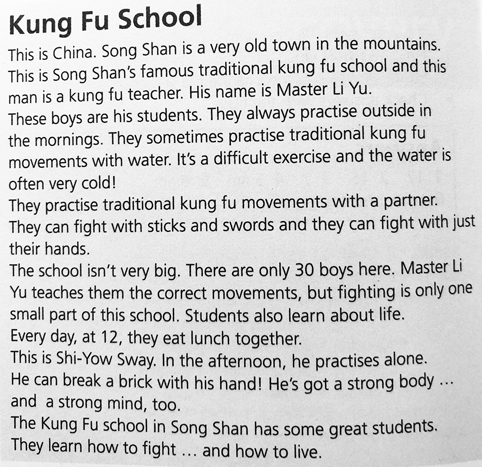 Kung Fu School
This is China. Song Shan is a very old town in the mountains.
This is Song Shan's famous traditional kung fu school and this
man is a kung fu teacher. His name is Master Li Yu.
These boys are his students. They always practise outside in
the mornings. They sometimes practise traditional kung fu
movements with water. It's a difficult exercise and the water is
often very cold!
They practise traditional kung fu movements with a partner.
They can fight with sticks and swords and they can fight with just
their hands.
The school isn't very big. There are only 30 boys here. Master Li
Yu teaches them the correct movements, but fighting is only one
small part of this school. Students also learn about life.
Every day, at 12, they eat lunch together.
This is Shi-Yow Sway. In the afternoon, he practises alone.
He can break a brick with his hand! He's got a strong body ...
and a strong mind, too.
The Kung Fu school in Song Shan has some great students.
They learn how to fight ... and how to live.